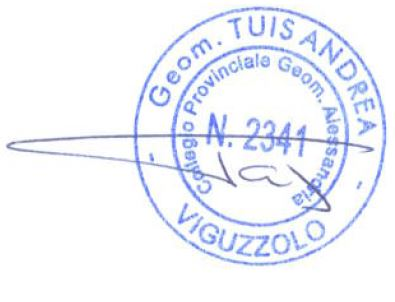 Geom. TUIS ANDREA
Collegio Provinciale Geom. Alessandria
N. 2341
- VIGUZZOLO -